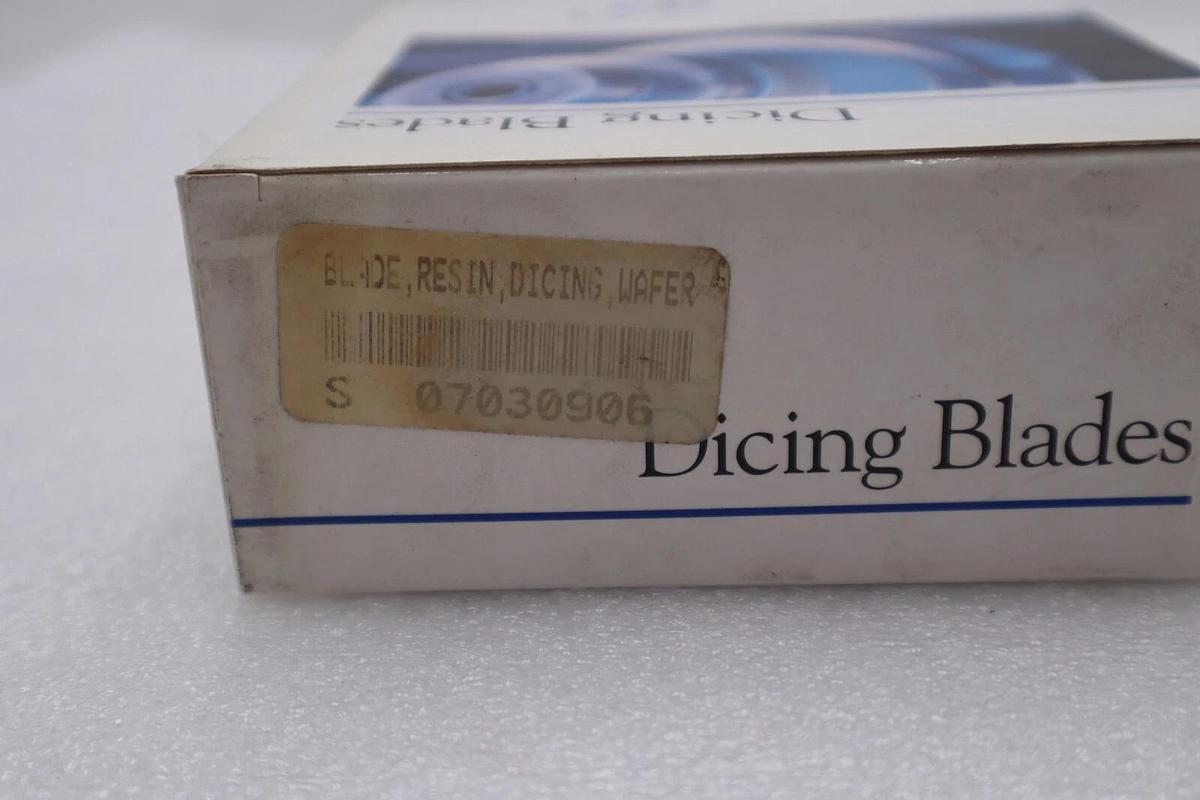 Dicing Blades
BLADE,RESIN,DICING,WAFER
S 07030906
Dicing Blades